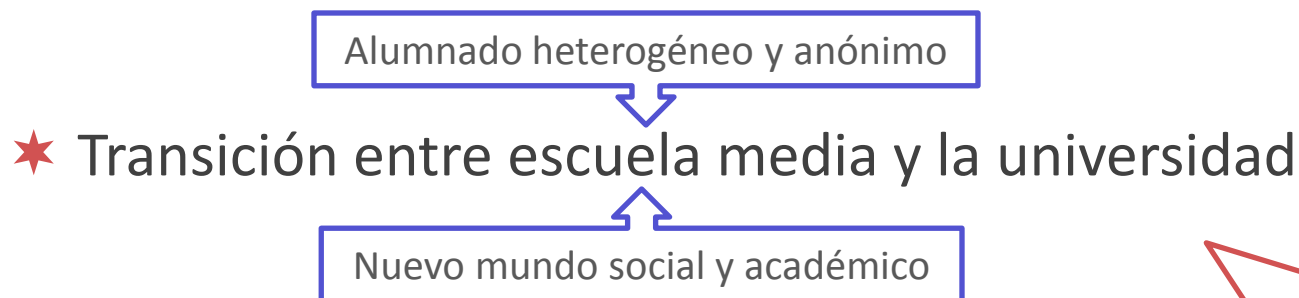 Alumnado heterogéneo y anónimo
Transición entre escuela media y la universidad
Nuevo mundo social y académico